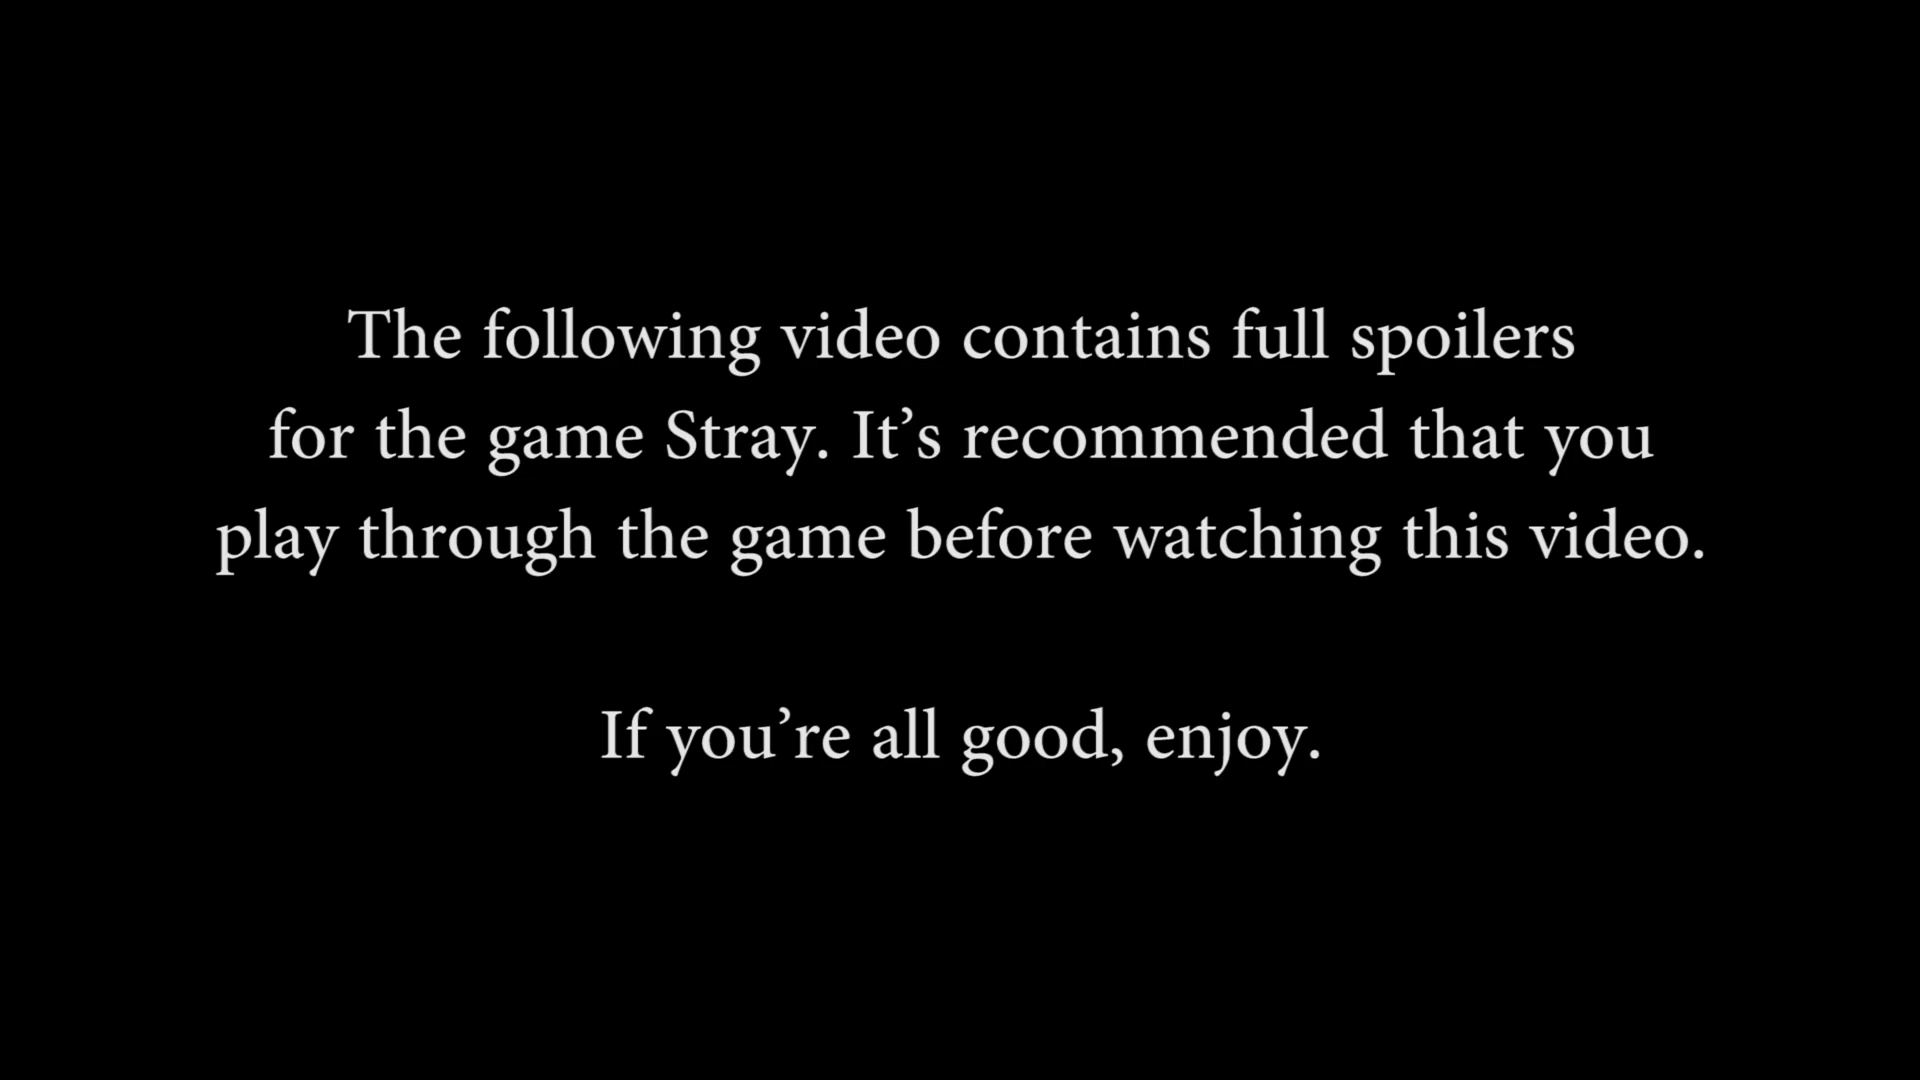 The following video contains full spoilers
for the game Stray. It’s recommended that you
play through the game before watching this video.
If you’re all good, enjoy.